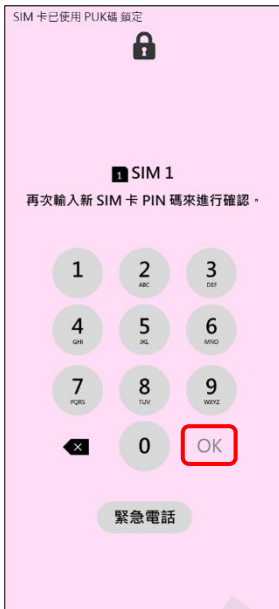 SIM 卡已使用 PUK碼 鎖定
1 SIM 1
再次輸入新 SIM 卡 PIN 碼來進行確認。
1 2 3
ABC DEF
4 5 6
GHI JKL MNO
7 8 9
PQRS TUV WXYZ
0 OK
緊急電話